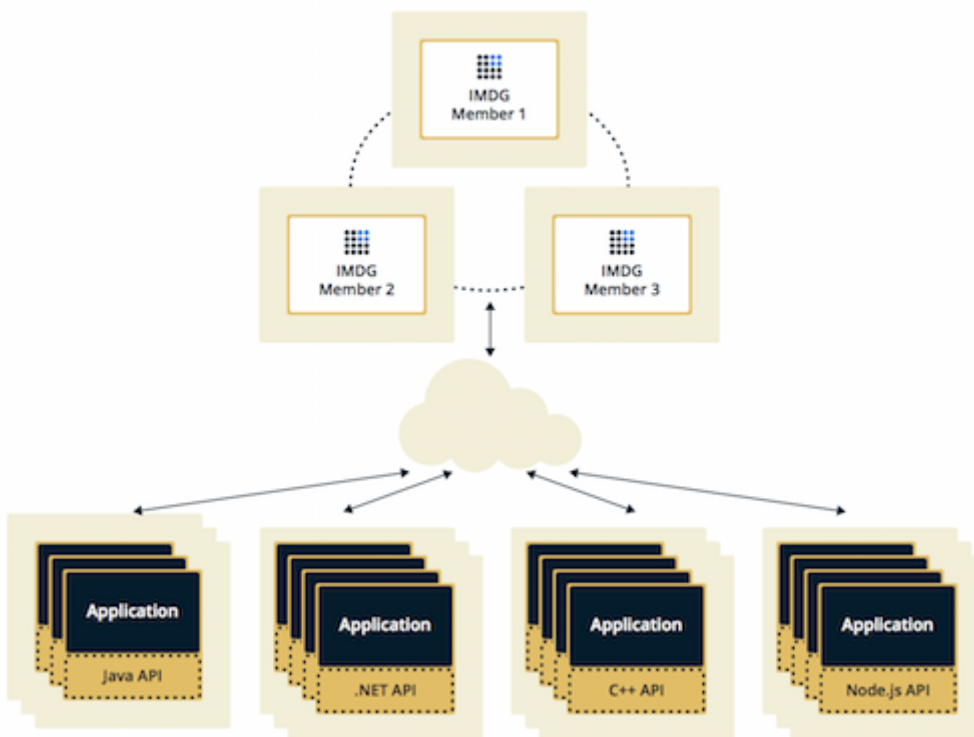 IMDG
Member 1
IMDG
Member 2
IMDG
Member 3
Application
Java API
Application
.NET API
Application
C++ API
Application
Node.js API